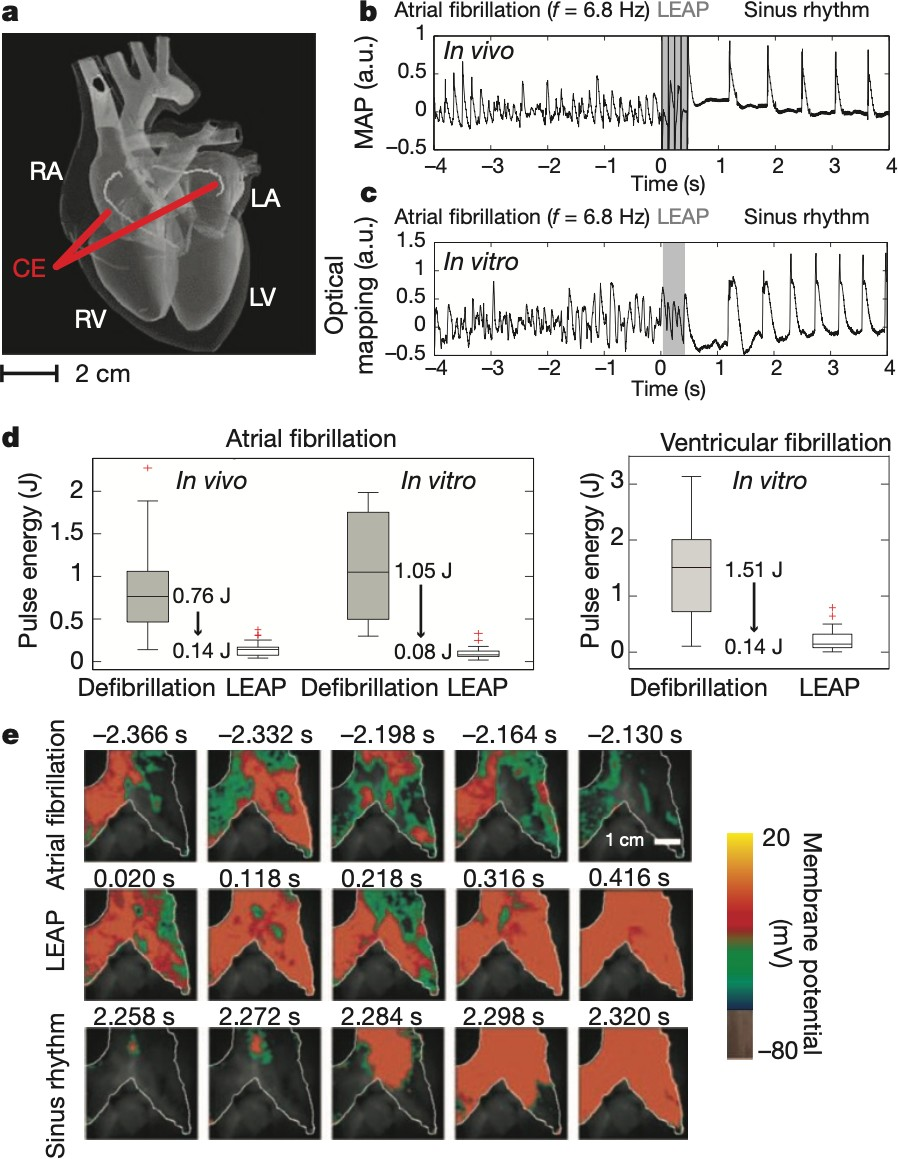 a
RA
LA
CE
RV
LV
2 cm
b
Atrial fibrillation (f = 6.8 Hz) LEAP Sinus rhythm
In vivo
MAP (a.u.)
1
0.5
0
−0.5
−4 −3 −2 −1 0 1 2 3 4
Time (s)
c
Atrial fibrillation (f = 6.8 Hz) LEAP Sinus rhythm
In vitro
Optical
mapping (a.u.)
1.5
1
0.5
0
−0.5
−4 −3 −2 −1 0 1 2 3 4
Time (s)
d
Atrial fibrillation
In vivo In vitro
Pulse energy (J)
2
1.5
1
0.5
0
0.76 J
0.14 J
1.05 J
0.08 J
Defibrillation LEAP Defibrillation LEAP
Ventricular fibrillation
In vitro
Pulse energy (J)
3
2
1
0
1.51 J
0.14 J
Defibrillation LEAP
e
Atrial fibrillation
−2.366 s −2.332 s −2.198 s −2.164 s −2.130 s
1 cm
LEAP
0.020 s 0.118 s 0.218 s 0.316 s 0.416 s
Sinus rhythm
2.258 s 2.272 s 2.284 s 2.298 s 2.320 s
20
−80
Membrane potential
(mV)